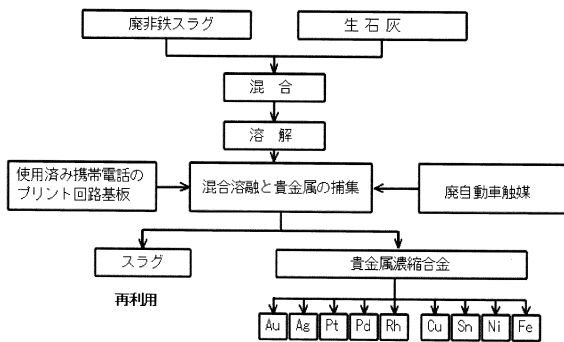 廃非鉄スラグ
生石灰
混合
溶解
使用済み携帯電話の
プリント回路基板
混合溶融と貴金属の捕集
廃自動車触媒
スラグ
貴金属濃縮合金
再利用
Au
Ag
Pt
Pd
Rh
Cu
Sn
Ni
Fe